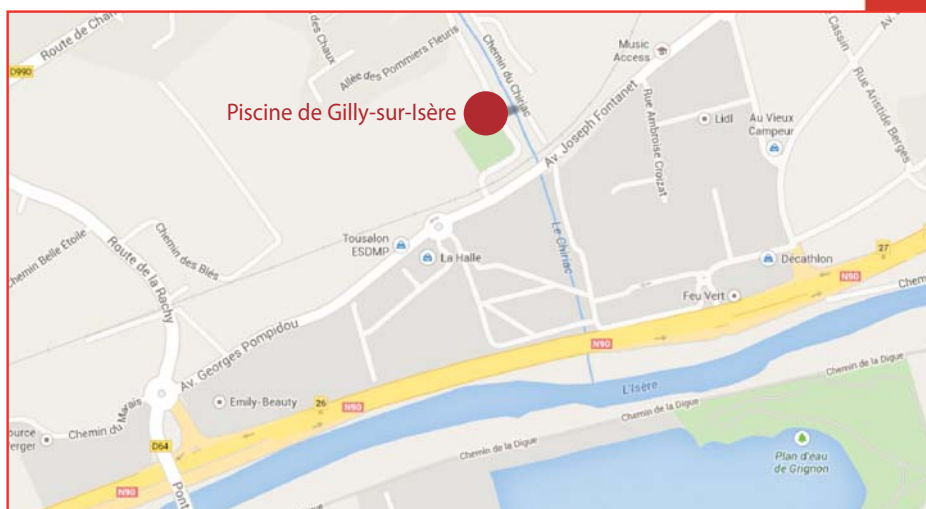 Route de Chan
D990
des Chaux
Allée des Pommiers Fleuris
Chemin du Chiriac
Music
Access
Cassin
Av.
Rue Aristide Berges
Piscine de Gilly-sur-Isère
Av. Joseph Fontanet
Rue Ambroise Croizat
Lidl
Au Vieux
Campeur
Chemin Belle Étoile
Chemin des Blés
Route de la Rachy
Tousalon
ESDMP
La Halle
Le Chiriac
Décathlon
27
N90
Feu Vert
Chem
Av. Georges Pompidou
N90
L'Isère
Chemin de la Digue
Emily-Beauty
26
N90
Chemin de la Digue
ource
erger
Chemin du Marais
D64
Chemin de la Digue
Plan d'eau
de Grignon
N90
Pont